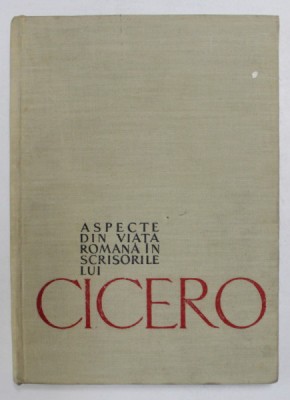 ASPECTE
DIN VIAȚA
ROMANĂ ÎN
SCRISORILE
LUI
CICERO